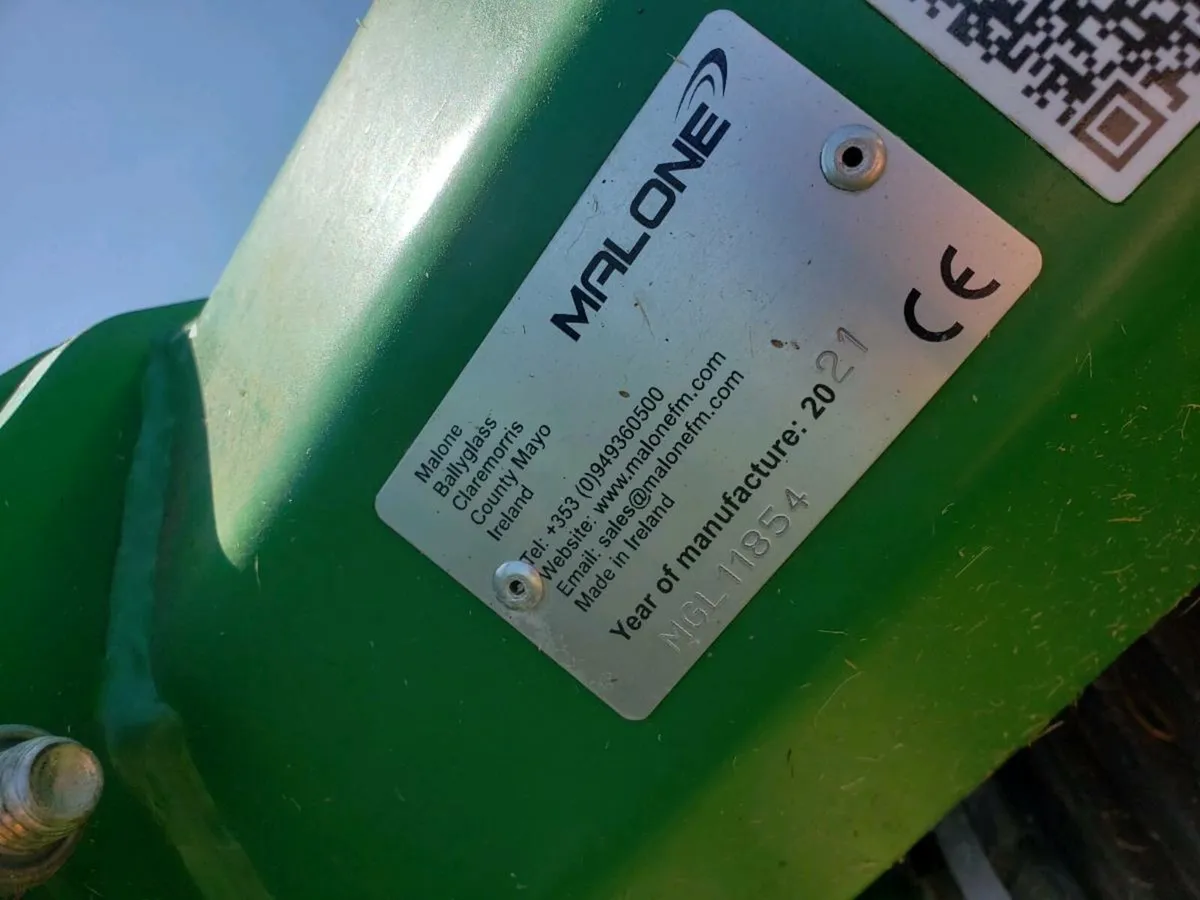 MALONE
CE
Malone
Ballyglass
Claremorris
County Mayo
Ireland
Tel: +353 (0)949360500
Website: www.malonefm.com
Email: sales@malonefm.com
Made in Ireland
Year of manufacture: 2021
MGL 11854